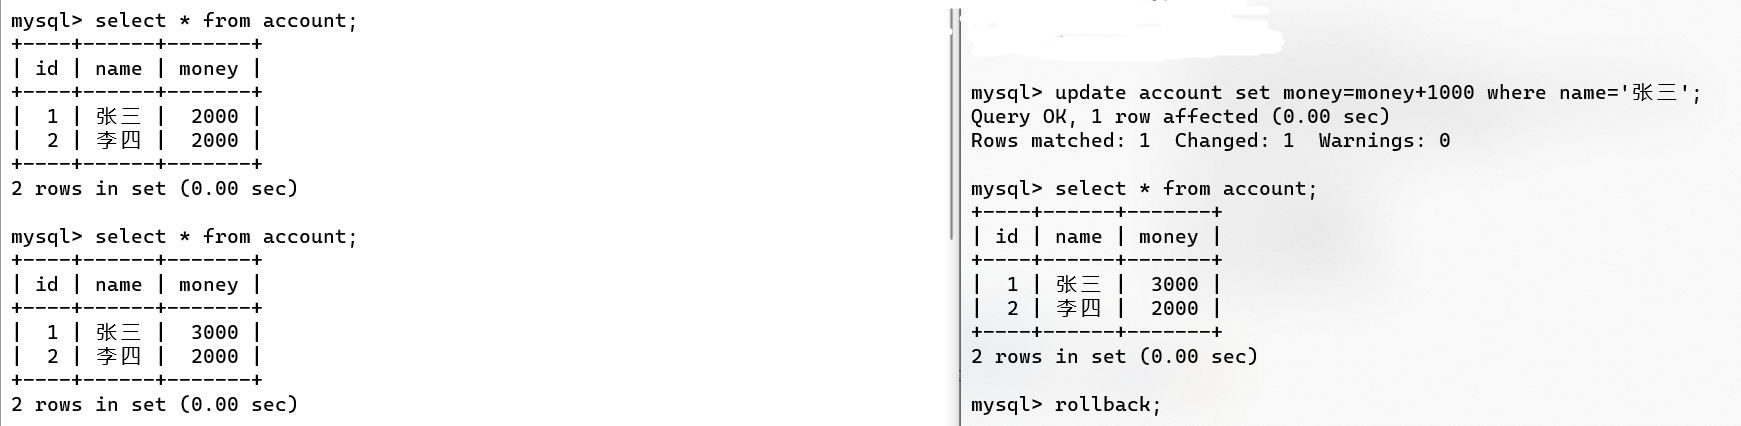 mysql> select * from account;
+----+------+-------+
| id | name | money |
+----+------+-------+
|  1 | 张三 |  2000 |
|  2 | 李四 |  2000 |
+----+------+-------+
2 rows in set (0.00 sec)
mysql> select * from account;
+----+------+-------+
| id | name | money |
+----+------+-------+
|  1 | 张三 |  3000 |
|  2 | 李四 |  2000 |
+----+------+-------+
2 rows in set (0.00 sec)
mysql> update account set money=money+1000 where name='张三';
Query OK, 1 row affected (0.00 sec)
Rows matched: 1  Changed: 1  Warnings: 0
mysql> select * from account;
+----+------+-------+
| id | name | money |
+----+------+-------+
|  1 | 张三 |  3000 |
|  2 | 李四 |  2000 |
+----+------+-------+
2 rows in set (0.00 sec)
mysql> rollback;